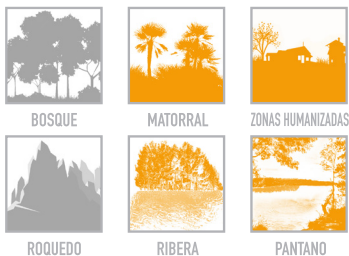 BOSQUE
MATORRAL
ZONAS HUMANIZADAS
ROQUEDO
RIBERA
PANTANO